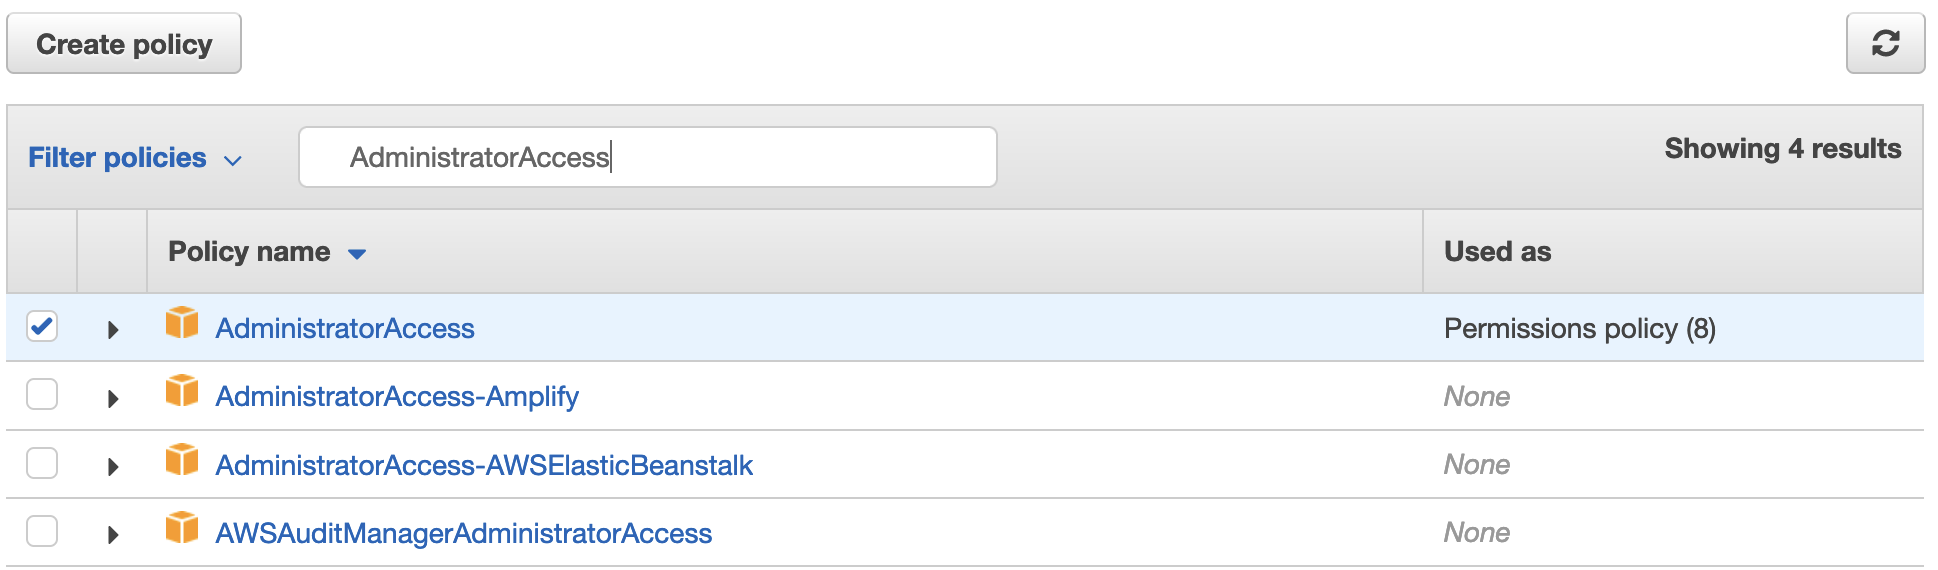 Create policy
Filter policies
AdministratorAccess
Showing 4 results
Policy name
Used as
AdministratorAccess
Permissions policy (8)
AdministratorAccess-Amplify
None
AdministratorAccess-AWSElasticBeanstalk
None
AWSAuditManagerAdministratorAccess
None